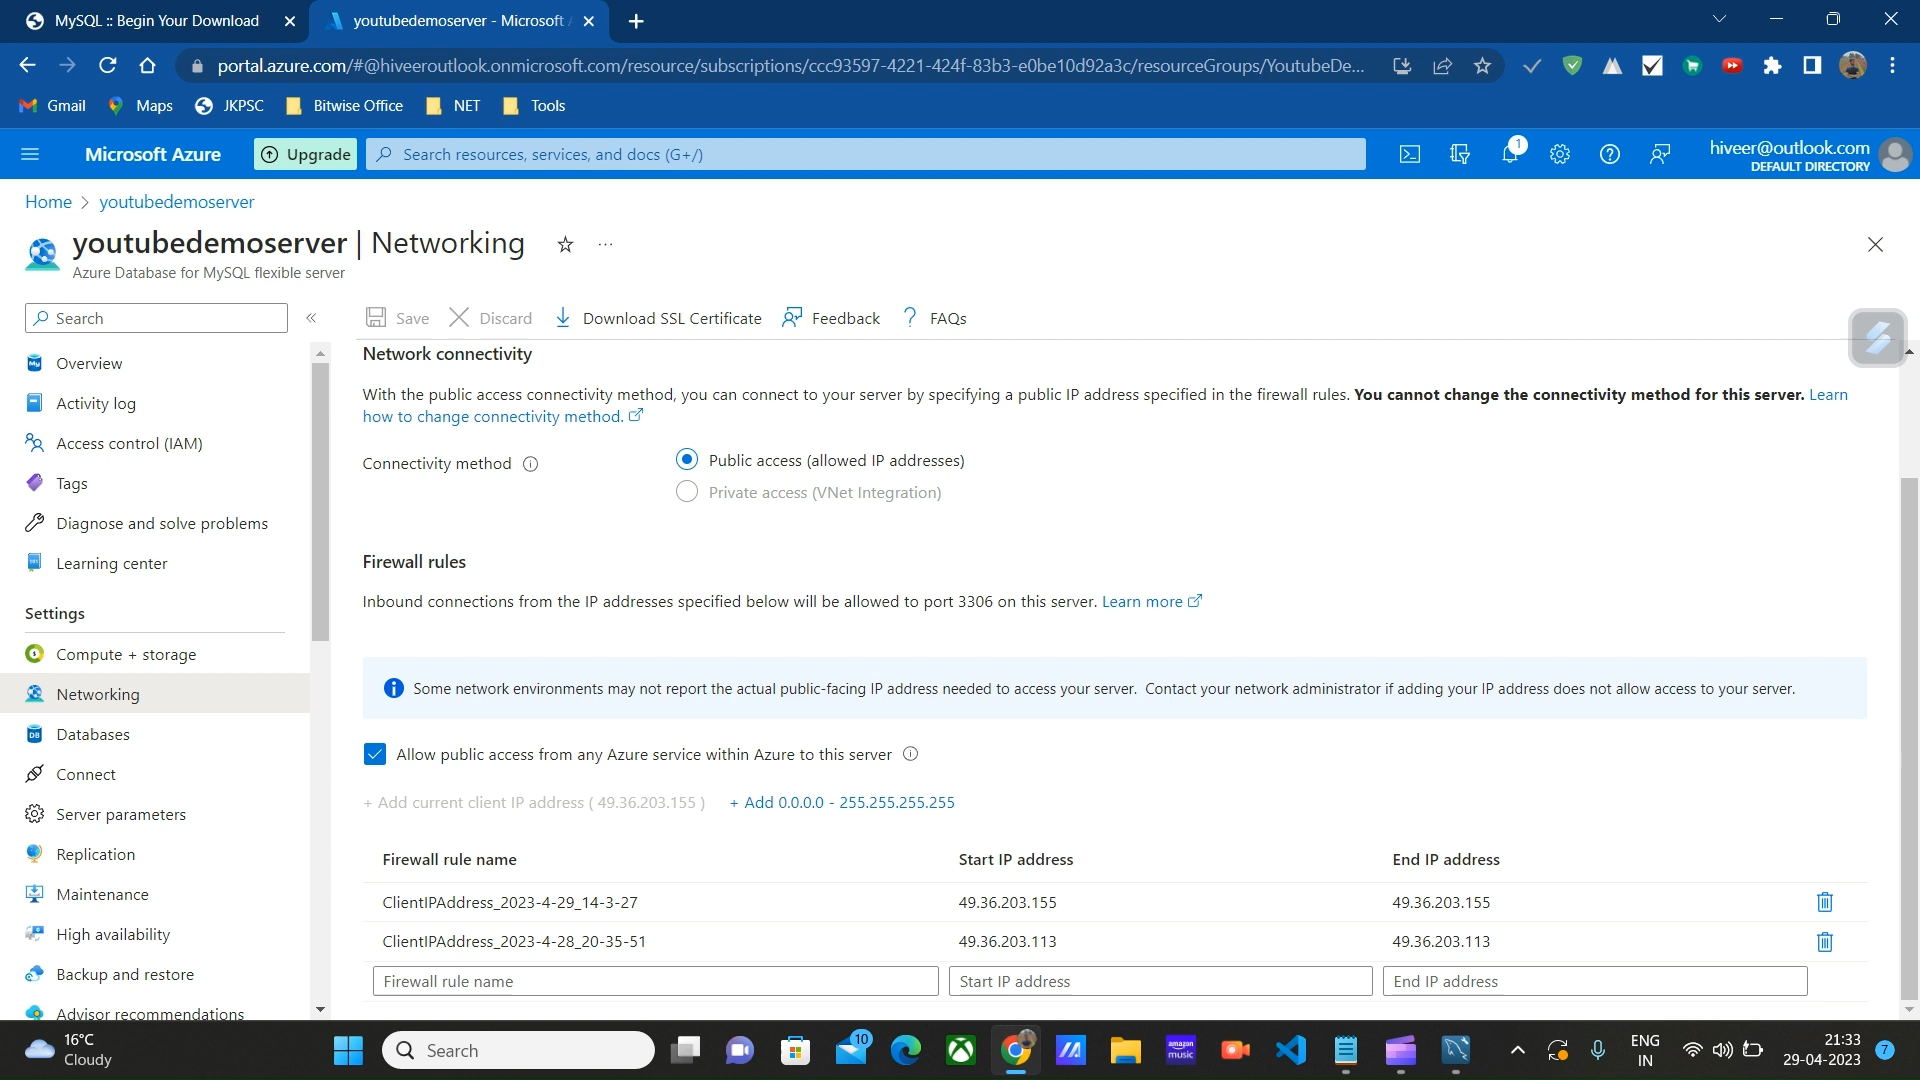 MySQL :: Begin Your Download
youtubedemoserver - Microsoft A
portal.azure.com/#@hiveeroutlook.onmicrosoft.com/resource/subscriptions/ccc93597-4221-424f-83b3-e0be10d92a3c/resourceGroups/YoutubeDe...
Gmail Maps JKPSC Bitwise Office NET Tools
Microsoft Azure
Upgrade
Search resources, services, and docs (G+/)
1
hiveer@outlook.com
DEFAULT DIRECTORY
Home > youtubedemoserver
youtubedemoserver | Networking
Azure Database for MySQL flexible server
Search
Save Discard Download SSL Certificate Feedback FAQs
Overview
Activity log
Access control (IAM)
Tags
Diagnose and solve problems
Learning center
Settings
Compute + storage
Networking
Databases
Connect
Server parameters
Replication
Maintenance
High availability
Backup and restore
Advisor recommendations
Network connectivity
With the public access connectivity method, you can connect to your server by specifying a public IP address specified in the firewall rules. You cannot change the connectivity method for this server. Learn
how to change connectivity method.
Connectivity method
Public access (allowed IP addresses)
Private access (VNet Integration)
Firewall rules
Inbound connections from the IP addresses specified below will be allowed to port 3306 on this server. Learn more
Some network environments may not report the actual public-facing IP address needed to access your server. Contact your network administrator if adding your IP address does not allow access to your server.
Allow public access from any Azure service within Azure to this server
+ Add current client IP address ( 49.36.203.155 ) + Add 0.0.0.0 - 255.255.255.255
Firewall rule name Start IP address End IP address
ClientIPAddress_2023-4-29_14-3-27 49.36.203.155 49.36.203.155
ClientIPAddress_2023-4-28_20-35-51 49.36.203.113 49.36.203.113
Firewall rule name Start IP address End IP address
16°C
Cloudy
Search
10
amazon
music
ENG
IN
21:33
29-04-2023
7